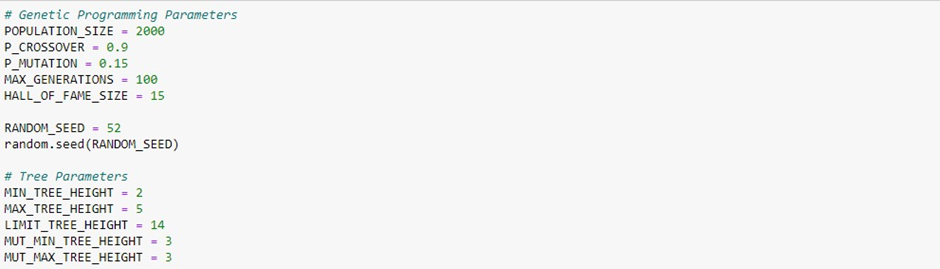 # Genetic Programming Parameters
POPULATION_SIZE = 2000
P_CROSSOVER = 0.9
P_MUTATION = 0.15
MAX_GENERATIONS = 100
HALL_OF_FAME_SIZE = 15
RANDOM_SEED = 52
random.seed(RANDOM_SEED)
# Tree Parameters
MIN_TREE_HEIGHT = 2
MAX_TREE_HEIGHT = 5
LIMIT_TREE_HEIGHT = 14
MUT_MIN_TREE_HEIGHT = 3
MUT_MAX_TREE_HEIGHT = 3